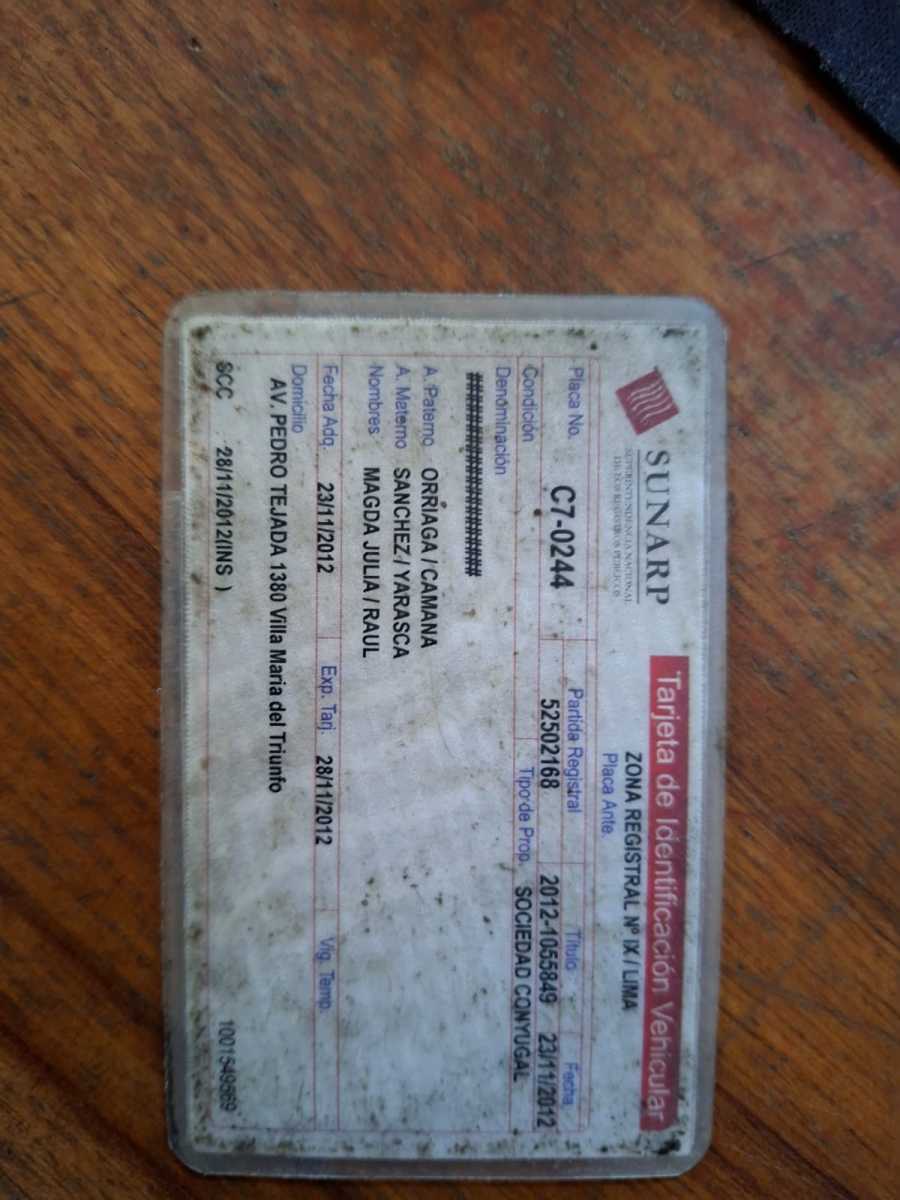 SUNARP
SUPERINTENDENCIA NACIONAL
DE LOS REGISTROS PUBLICOS
Tarjeta de Identificación Vehicular
ZONA REGISTRAL Nº IX / LIMA
Placa Ante.
Placa No. C7-0244
Partida Registral
52502168
Título
2012-1055849
Fecha
23/11/2012
Condición
Tipo de Prop. SOCIEDAD CONYUGAL
Denominación
A. Paterno ORRIAGA / CAMANA
A. Materno SANCHEZ / YARASCA
Nombres MAGDA JULIA / RAUL
Fecha Adq. 23/11/2012 Exp. Tarj. 28/11/2012 Vig. Temp.
Domicilio
AV. PEDRO TEJADA 1380 Villa Maria del Triunfo
SCC 28/11/2012(INS ) 1001549569